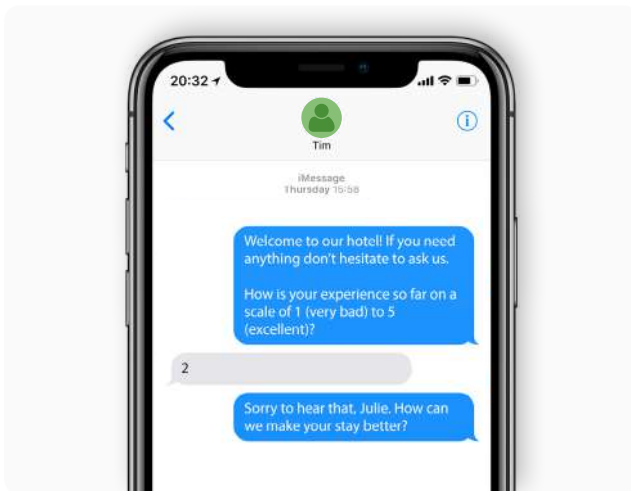 20:32
Tim
iMessage
Thursday 15:58
Welcome to our hotel! If you need
anything don't hesitate to ask us.
How is your experience so far on a
scale of 1 (very bad) to 5
(excellent)?
2
Sorry to hear that, Julie. How can
we make your stay better?